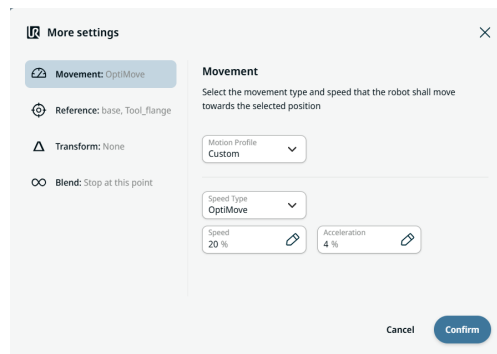 UR More settings
Movement: OptiMove
Reference: base, Tool_flange
Transform: None
Blend: Stop at this point
Movement
Select the movement type and speed that the robot shall move
towards the selected position
Motion Profile
Custom
Speed Type
OptiMove
Speed
20 %
Acceleration
4 %
Cancel
Confirm